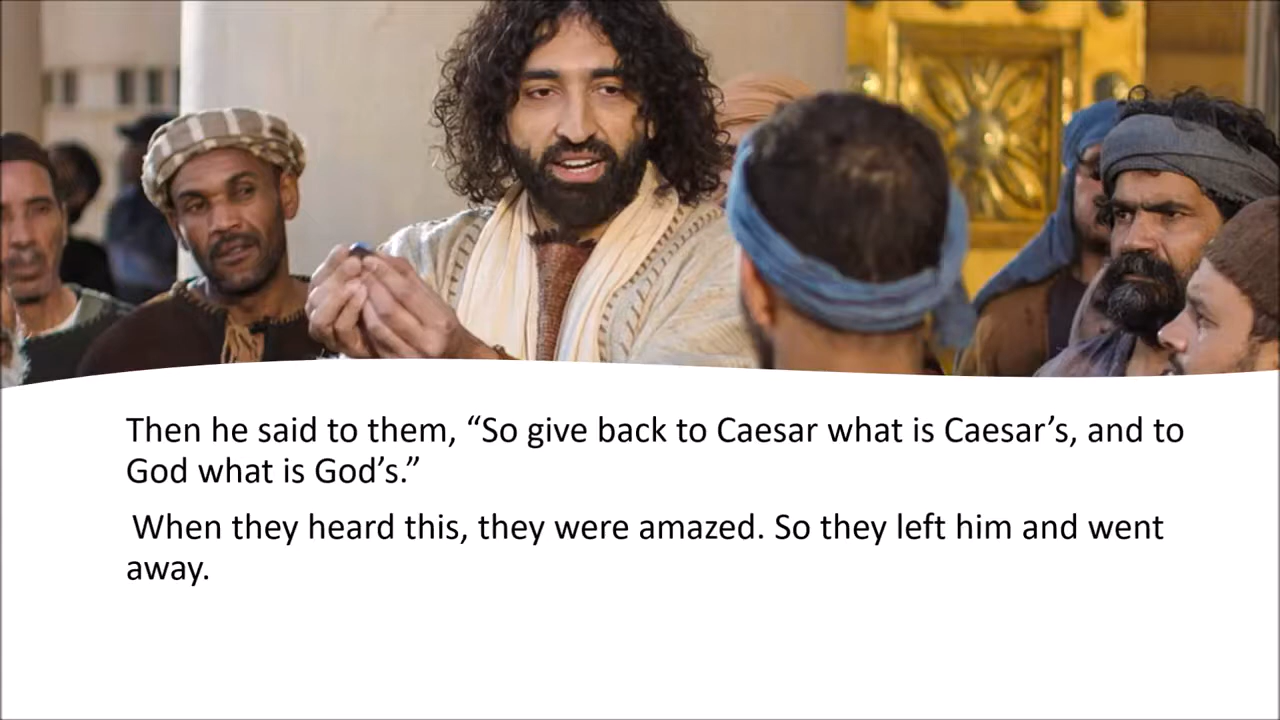 Then he said to them, “So give back to Caesar what is Caesar’s, and to
God what is God’s.”
When they heard this, they were amazed. So they left him and went
away.